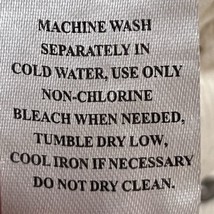 MACHINE WASH
SEPARATELY IN
COLD WATER, USE ONLY
NON-CHLORINE
BLEACH WHEN NEEDED,
TUMBLE DRY LOW,
COOL IRON IF NECESSARY
DO NOT DRY CLEAN.